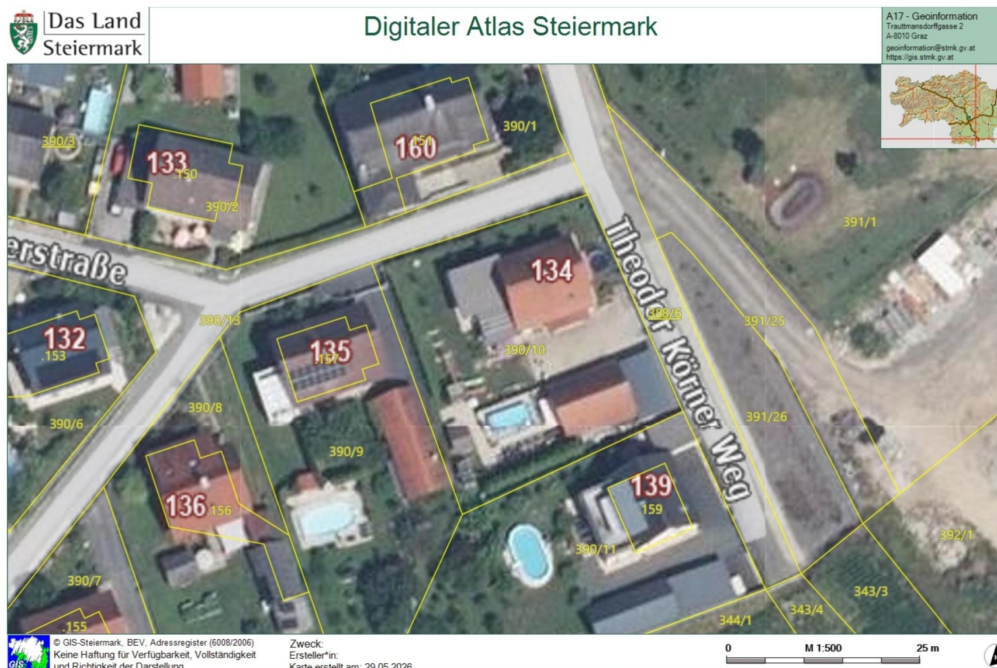 Das Land
Steiermark
Digitaler Atlas Steiermark
A17 - Geoinformation
Trauttmansdorffgasse 2
A-8010 Graz
geoinformation@stmk.gv.at
https://gis.stmk.gv.at
390/3
133
.150
390/2
160
.151
390/1
391/1
erstraße
Theodor Körner Weg
134
390/13
390/10
391/25
132
.153
135
.157
390/6
390/8
390/9
391/26
136
.156
139
.159
390/11
392/1
390/7
343/3
343/4
344/1
.155
GIS
© GIS-Steiermark, BEV, Adressregister (6008/2006)
Keine Haftung für Verfügbarkeit, Vollständigkeit
und Richtigkeit der Darstellung
Zweck:
Ersteller*in:
Karte erstellt am: 29.05.2026
0 M 1:500 25 m